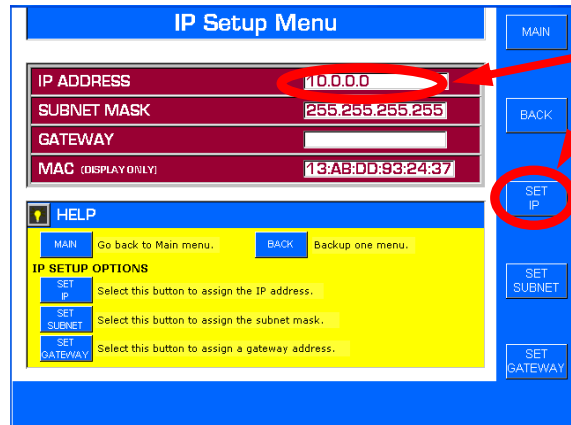 IP Setup Menu
MAIN
IP ADDRESS 10.0.0.0
SUBNET MASK 255.255.255.255
BACK
GATEWAY
MAC (DISPLAY ONLY) 13:AB:DD:93:24:37
SET
IP
HELP
MAIN Go back to Main menu. BACK Backup one menu.
IP SETUP OPTIONS
SET
IP
Select this button to assign the IP address.
SET
SUBNET
Select this button to assign the subnet mask.
SET
GATEWAY
Select this button to assign a gateway address.
SET
SUBNET
SET
GATEWAY